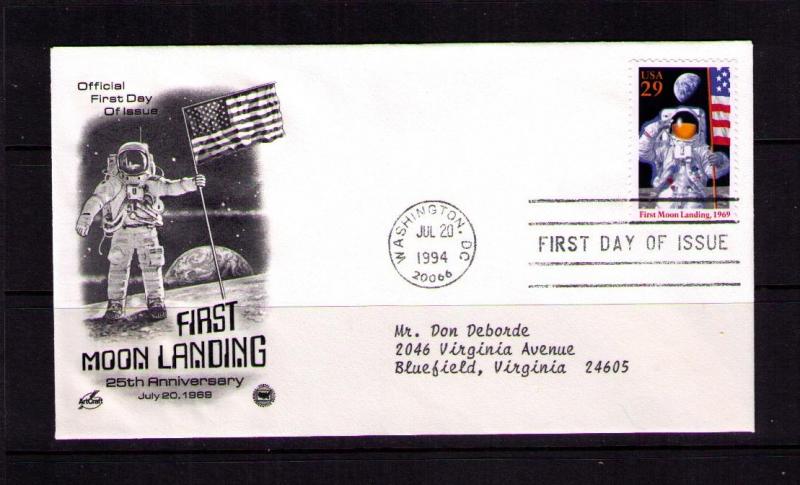 Official
First Day
Of Issue
FIRST
MOON LANDING
25th Anniversary
July 20, 1969
ArtCraft
WASHINGTON, DC
JUL 20
1994
20066
USA
29
First Moon Landing, 1969
FIRST DAY OF ISSUE
Mr. Don Deborde
2046 Virginia Avenue
Bluefield, Virginia 24605